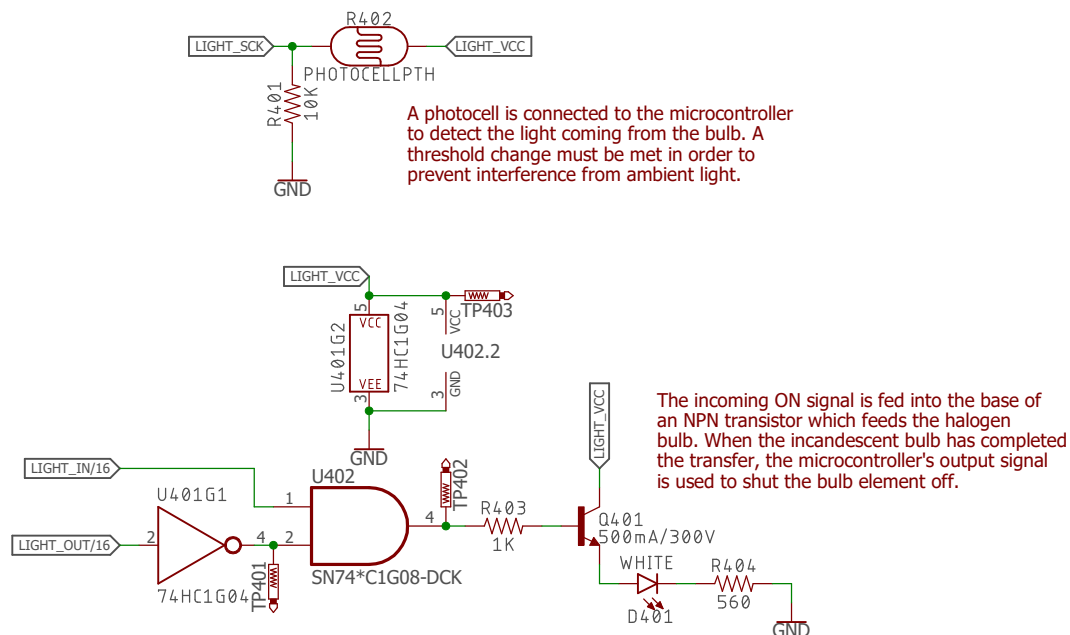 R402
LIGHT_SCK
LIGHT_VCC
PHOTOCELLPTH
R401
10K
GND
A photocell is connected to the microcontroller
to detect the light coming from the bulb. A
threshold change must be met in order to
prevent interference from ambient light.
LIGHT_VCC
TP403
5
VCC
U401G2
74HC1G04
VEE
3
5
VCC
U402.2
3
GND
GND
LIGHT_VCC
The incoming ON signal is fed into the base of
an NPN transistor which feeds the halogen
bulb. When the incandescent bulb has completed
the transfer, the microcontroller's output signal
is used to shut the bulb element off.
LIGHT_IN/16
U402
TP402
U401G1
1
R403
Q401
500mA/300V
LIGHT_OUT/16
2
4
2
4
1K
TP401
74HC1G04
SN74*C1G08-DCK
WHITE
R404
D401
560
GND